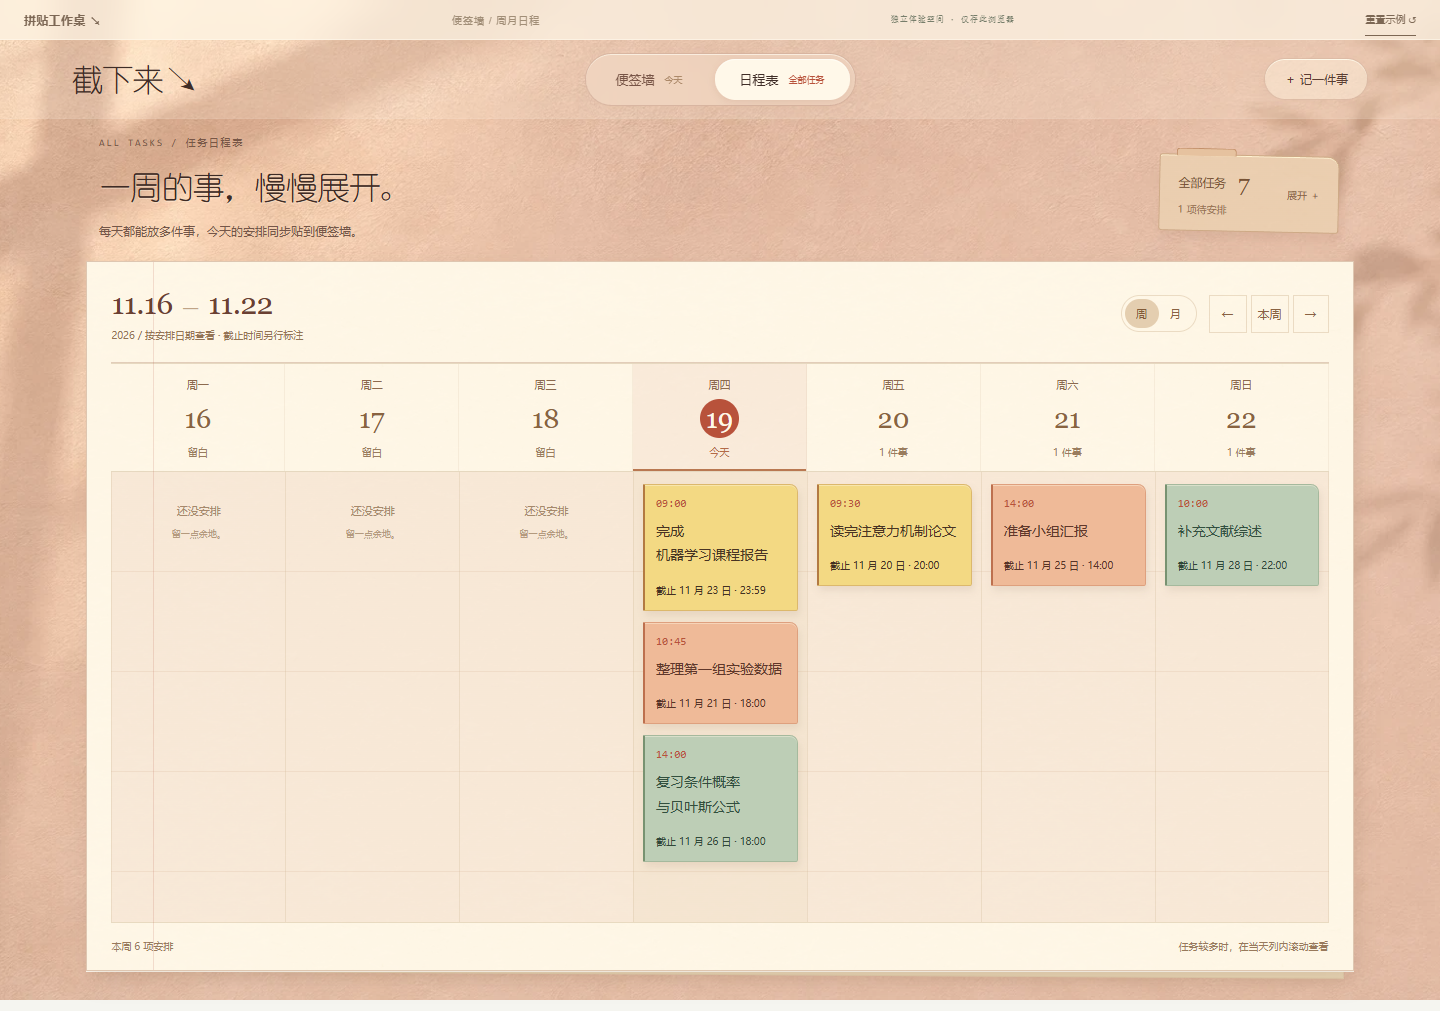 拼贴工作桌 ↘
便签墙 / 周月日程
独立体验空间 · 仅存此浏览器
重置示例 ↺
截下来↘
便签墙 今天
日程表 全部任务
+ 记一件事
ALL TASKS / 任务日程表
一周的事，慢慢展开。
每天都能放多件事，今天的安排同步贴到便签墙。
全部任务 7
1 项待安排
展开 +
11.16 — 11.22
2026 / 按安排日期查看 · 截止时间另行标注
周 月
← 本周 →
周一
16
留白
周二
17
留白
周三
18
留白
周四
19
今天
周五
20
1 件事
周六
21
1 件事
周日
22
1 件事
还没安排
留一点余地。
还没安排
留一点余地。
还没安排
留一点余地。
09:00
完成
机器学习课程报告
截止 11 月 23 日 · 23:59
10:45
整理第一组实验数据
截止 11 月 21 日 · 18:00
14:00
复习条件概率
与贝叶斯公式
截止 11 月 26 日 · 18:00
09:30
读完注意力机制论文
截止 11 月 20 日 · 20:00
14:00
准备小组汇报
截止 11 月 25 日 · 14:00
10:00
补充文献综述
截止 11 月 28 日 · 22:00
本周 6 项安排
任务较多时，在当天列内滚动查看